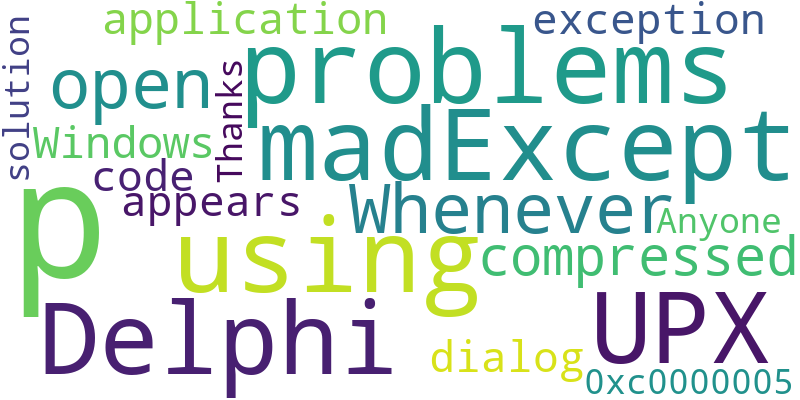 application
exception
solution
open
problems
Thanks
Windows
madExcept
code
p
appears
Whenever
Anyone
using
compressed
Delphi
UPX
dialog
0xc0000005